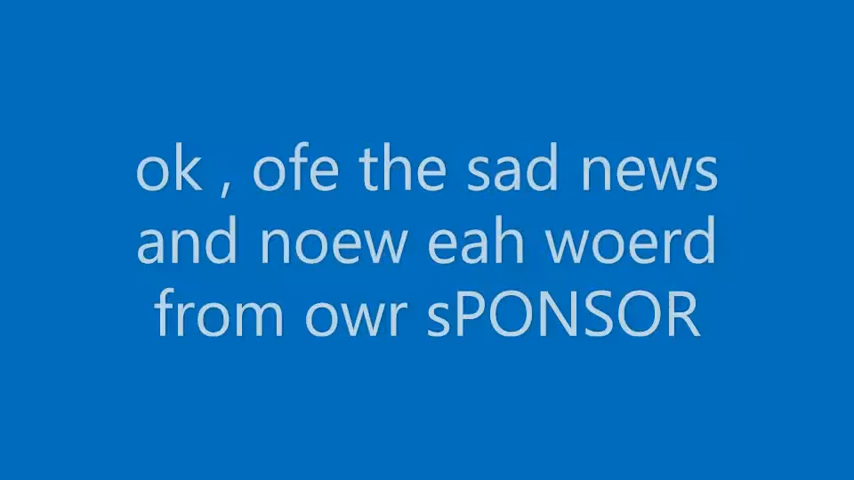 ok , ofe the sad news
and noew eah woerd
from owr sPONSOR